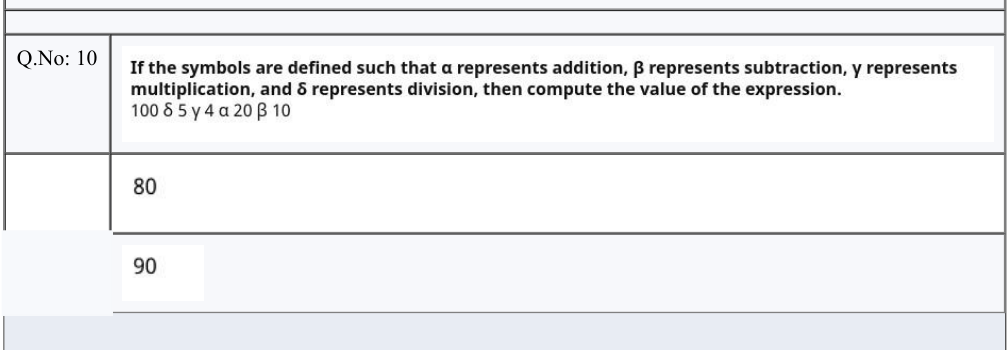 Q.No: 10
If the symbols are defined such that α represents addition, β represents subtraction, γ represents
multiplication, and δ represents division, then compute the value of the expression.
100 δ 5 γ 4 α 20 β 10
80
90